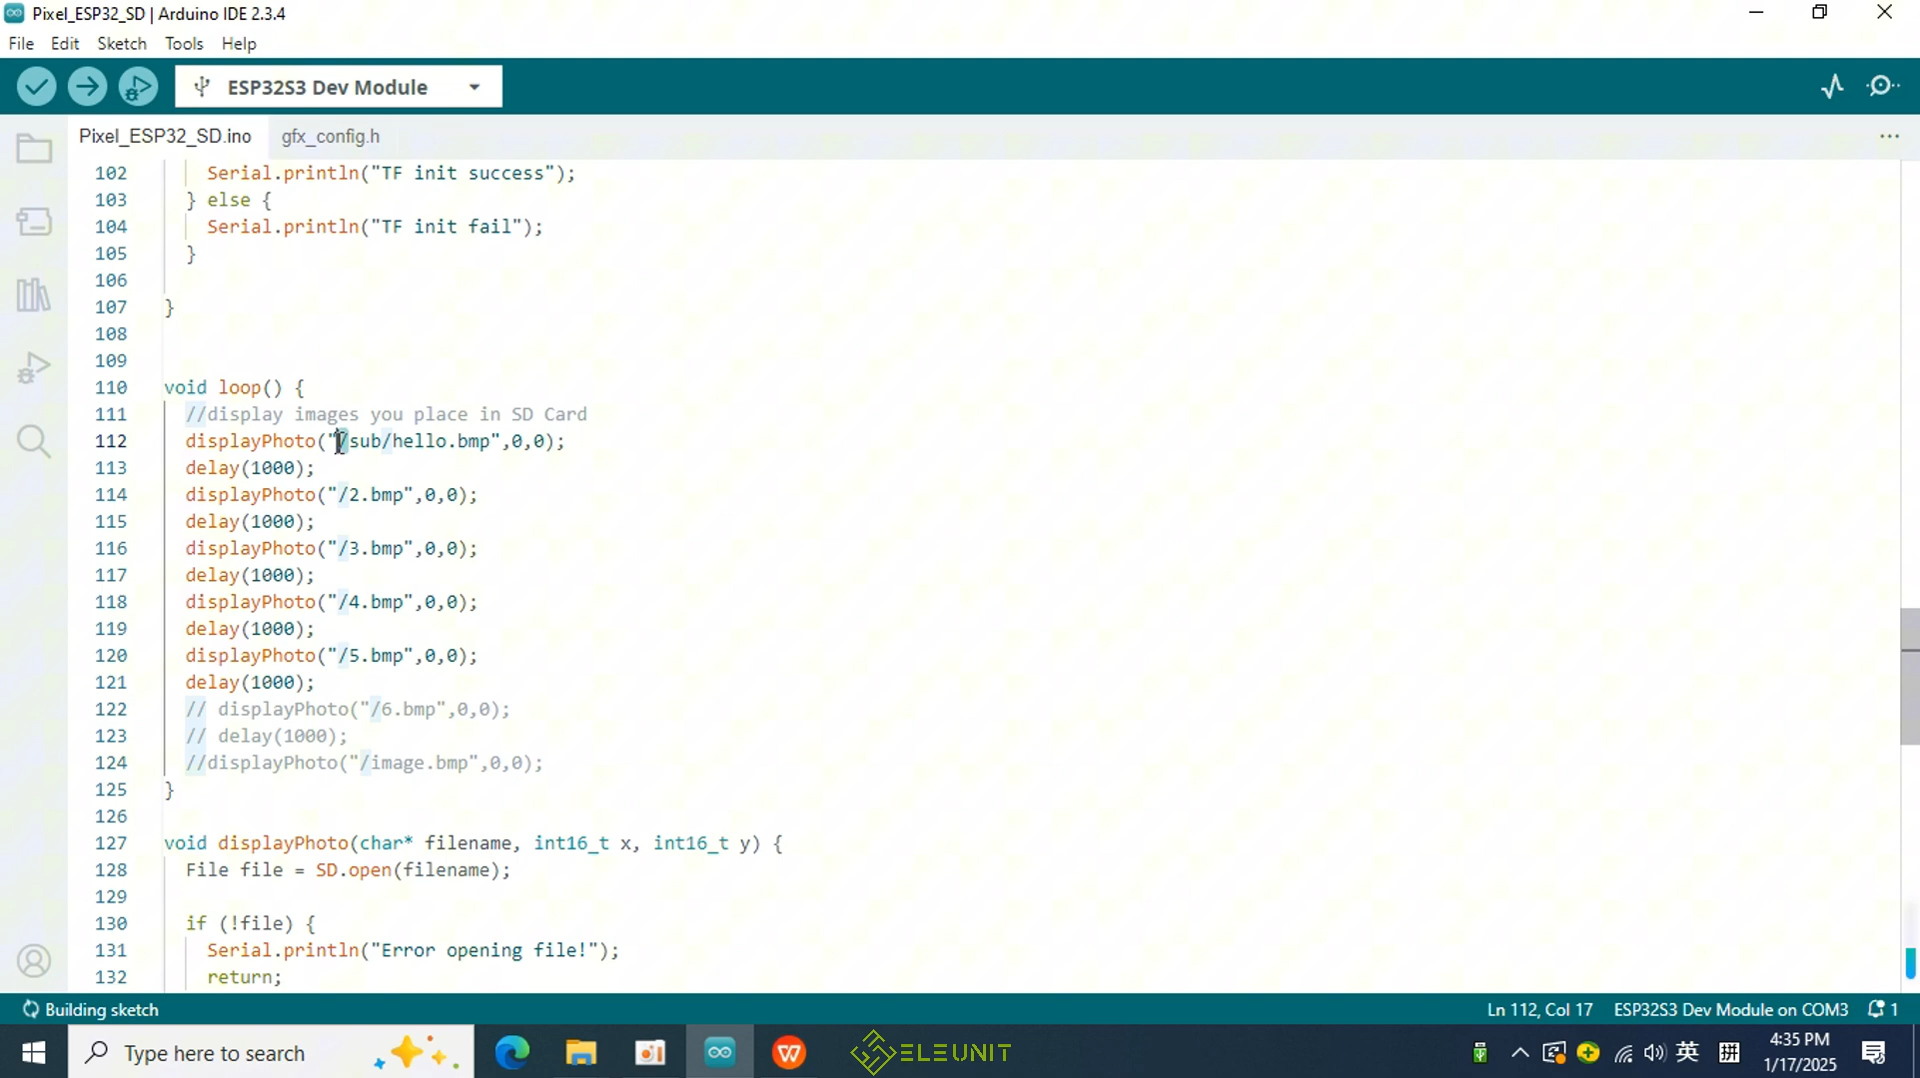 Pixel_ESP32_SD | Arduino IDE 2.3.4
File Edit Sketch Tools Help
ESP32S3 Dev Module
Pixel_ESP32_SD.ino gfx_config.h
102 Serial.println("TF init success");
103 } else {
104 Serial.println("TF init fail");
105 }
106
107 }
108
109
110 void loop() {
111 //display images you place in SD Card
112 displayPhoto("/sub/hello.bmp",0,0);
113 delay(1000);
114 displayPhoto("/2.bmp",0,0);
115 delay(1000);
116 displayPhoto("/3.bmp",0,0);
117 delay(1000);
118 displayPhoto("/4.bmp",0,0);
119 delay(1000);
120 displayPhoto("/5.bmp",0,0);
121 delay(1000);
122 // displayPhoto("/6.bmp",0,0);
123 // delay(1000);
124 //displayPhoto("/image.bmp",0,0);
125 }
126
127 void displayPhoto(char* filename, int16_t x, int16_t y) {
128 File file = SD.open(filename);
129
130 if (!file) {
131 Serial.println("Error opening file!");
132 return;
Building sketch Ln 112, Col 17 ESP32S3 Dev Module on COM3 1
Type here to search ELEUNIT 英 拼 4:35 PM
1/17/2025